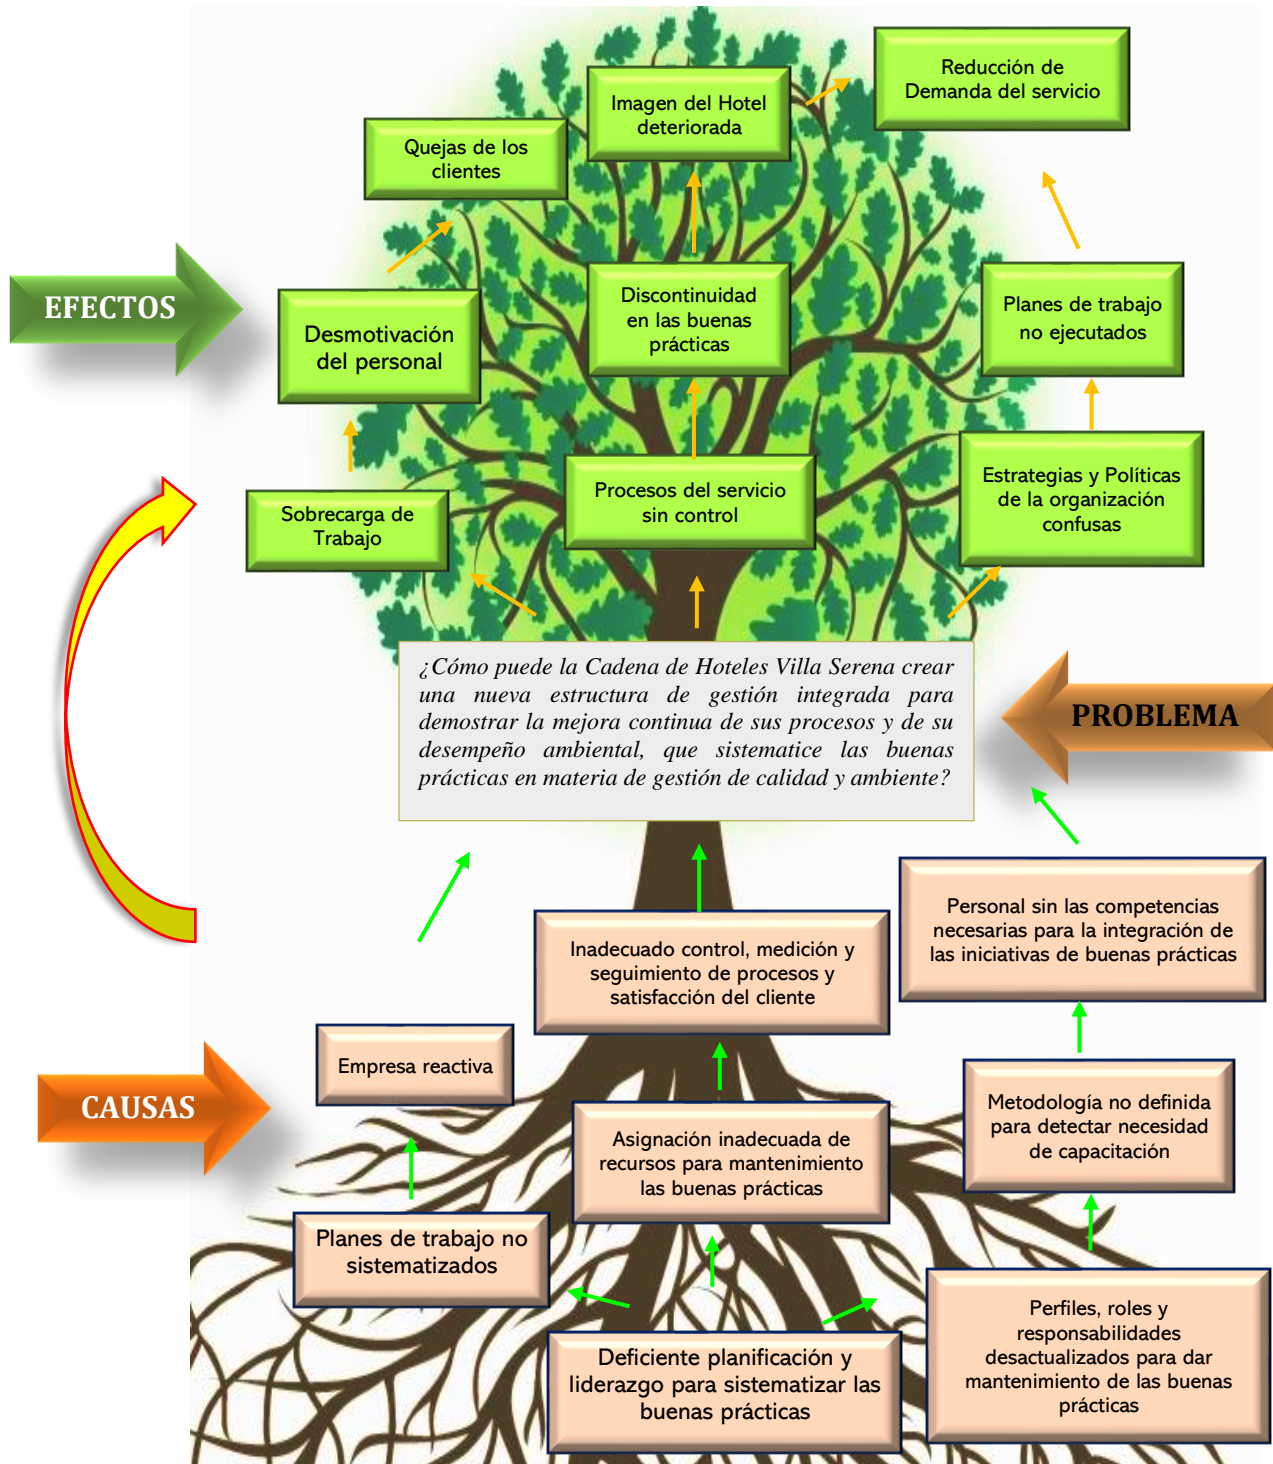 Reducción de
Demanda del servicio
Imagen del Hotel
deteriorada
Quejas de los
clientes
EFECTOS
Desmotivación
del personal
Discontinuidad
en las buenas
prácticas
Planes de trabajo
no ejecutados
Sobrecarga de
Trabajo
Procesos del servicio
sin control
Estrategias y Políticas
de la organización
confusas
¿Cómo puede la Cadena de Hoteles Villa Serena crear
una nueva estructura de gestión integrada para
demostrar la mejora continua de sus procesos y de su
desempeño ambiental, que sistematice las buenas
prácticas en materia de gestión de calidad y ambiente?
PROBLEMA
Inadecuado control, medición y
seguimiento de procesos y
satisfacción del cliente
Personal sin las competencias
necesarias para la integración de
las iniciativas de buenas prácticas
Empresa reactiva
CAUSAS
Asignación inadecuada de
recursos para mantenimiento
las buenas prácticas
Metodología no definida
para detectar necesidad
de capacitación
Planes de trabajo no
sistematizados
Deficiente planificación y
liderazgo para sistematizar las
buenas prácticas
Perfiles, roles y
responsabilidades
desactualizados para dar
mantenimiento de las buenas
prácticas